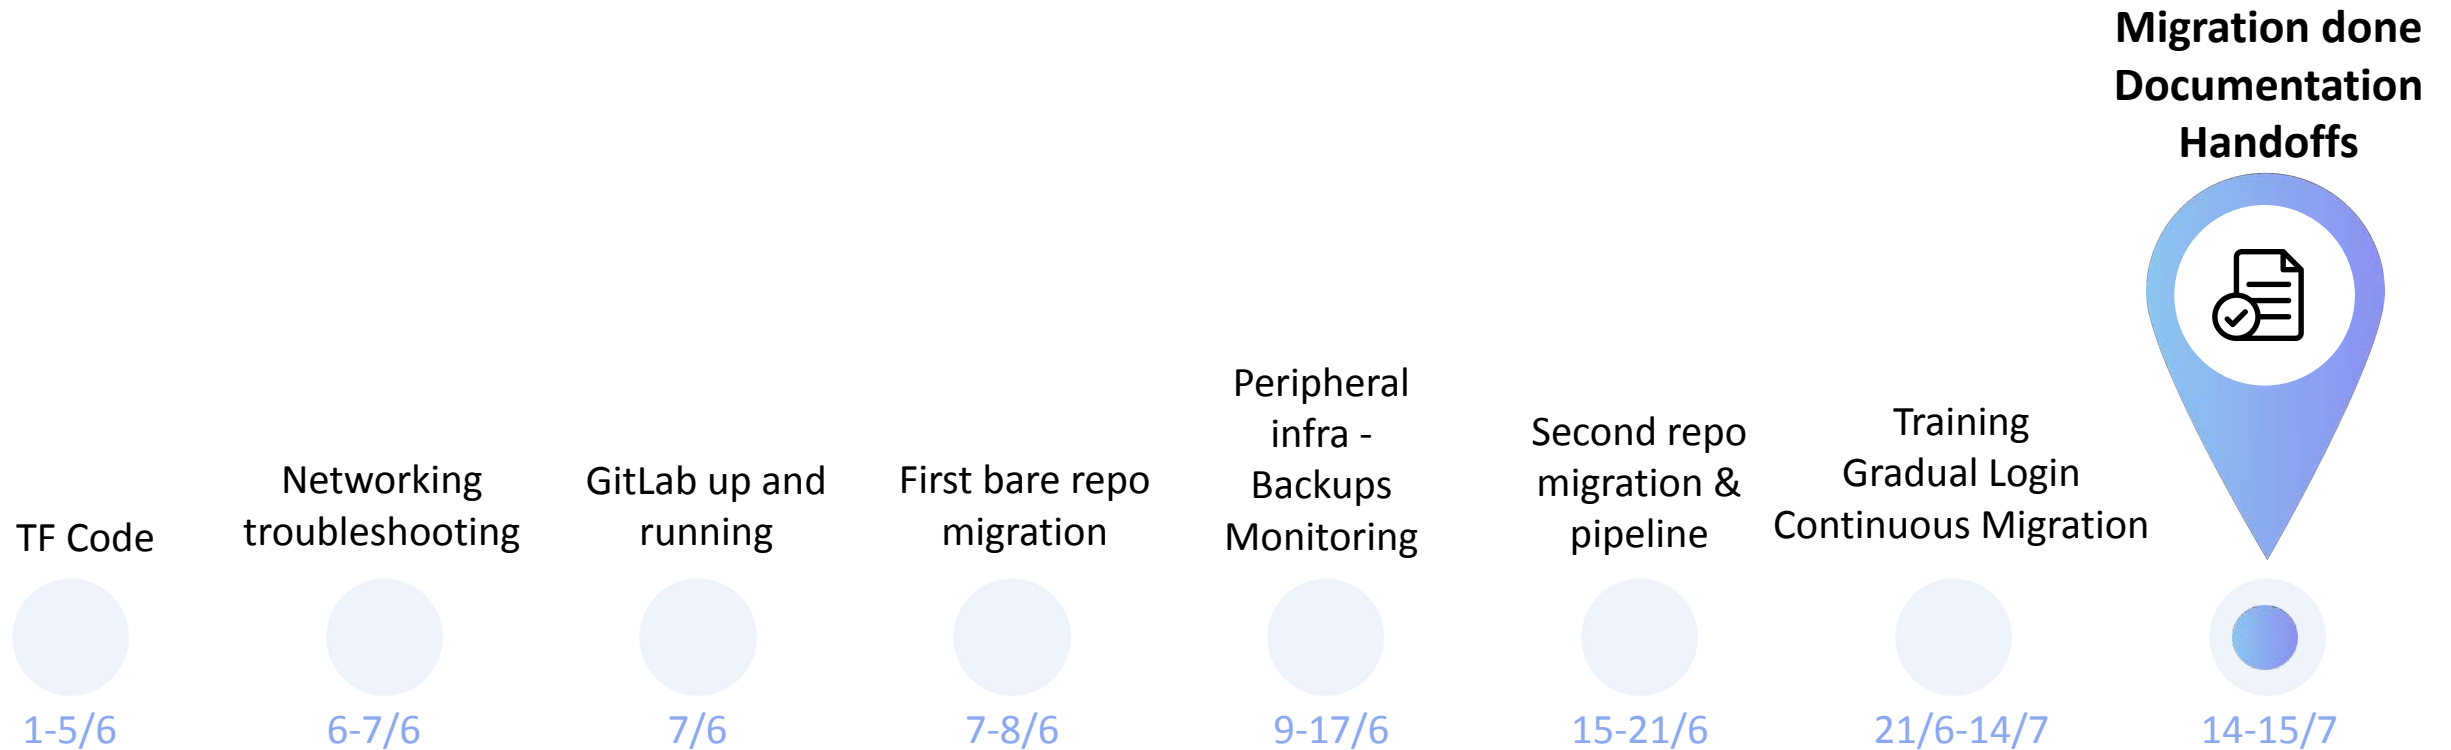 TF Code
1-5/6
Networking
troubleshooting
6-7/6
GitLab up and
running
7/6
First bare repo
migration
7-8/6
Peripheral
infra -
Backups
Monitoring
9-17/6
Second repo
migration &
pipeline
15-21/6
Training
Gradual Login
Continuous Migration
21/6-14/7
Migration done
Documentation
Handoffs
14-15/7